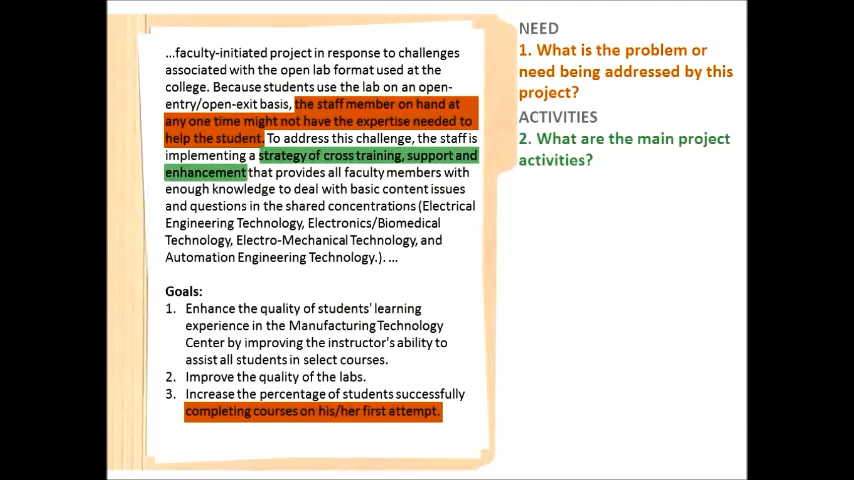 …faculty-initiated project in response to challenges
associated with the open lab format used at the
college. Because students use the lab on an open-
entry/open-exit basis, the staff member on hand at
any one time might not have the expertise needed to
help the student. To address this challenge, the staff is
implementing a strategy of cross training, support and
enhancement that provides all faculty members with
enough knowledge to deal with basic content issues
and questions in the shared concentrations (Electrical
Engineering Technology, Electronics/Biomedical
Technology, Electro-Mechanical Technology, and
Automation Engineering Technology.). …
Goals:
1. Enhance the quality of students' learning
experience in the Manufacturing Technology
Center by improving the instructor's ability to
assist all students in select courses.
2. Improve the quality of the labs.
3. Increase the percentage of students successfully
completing courses on his/her first attempt.
NEED
1. What is the problem or
need being addressed by this
project?
ACTIVITIES
2. What are the main project
activities?